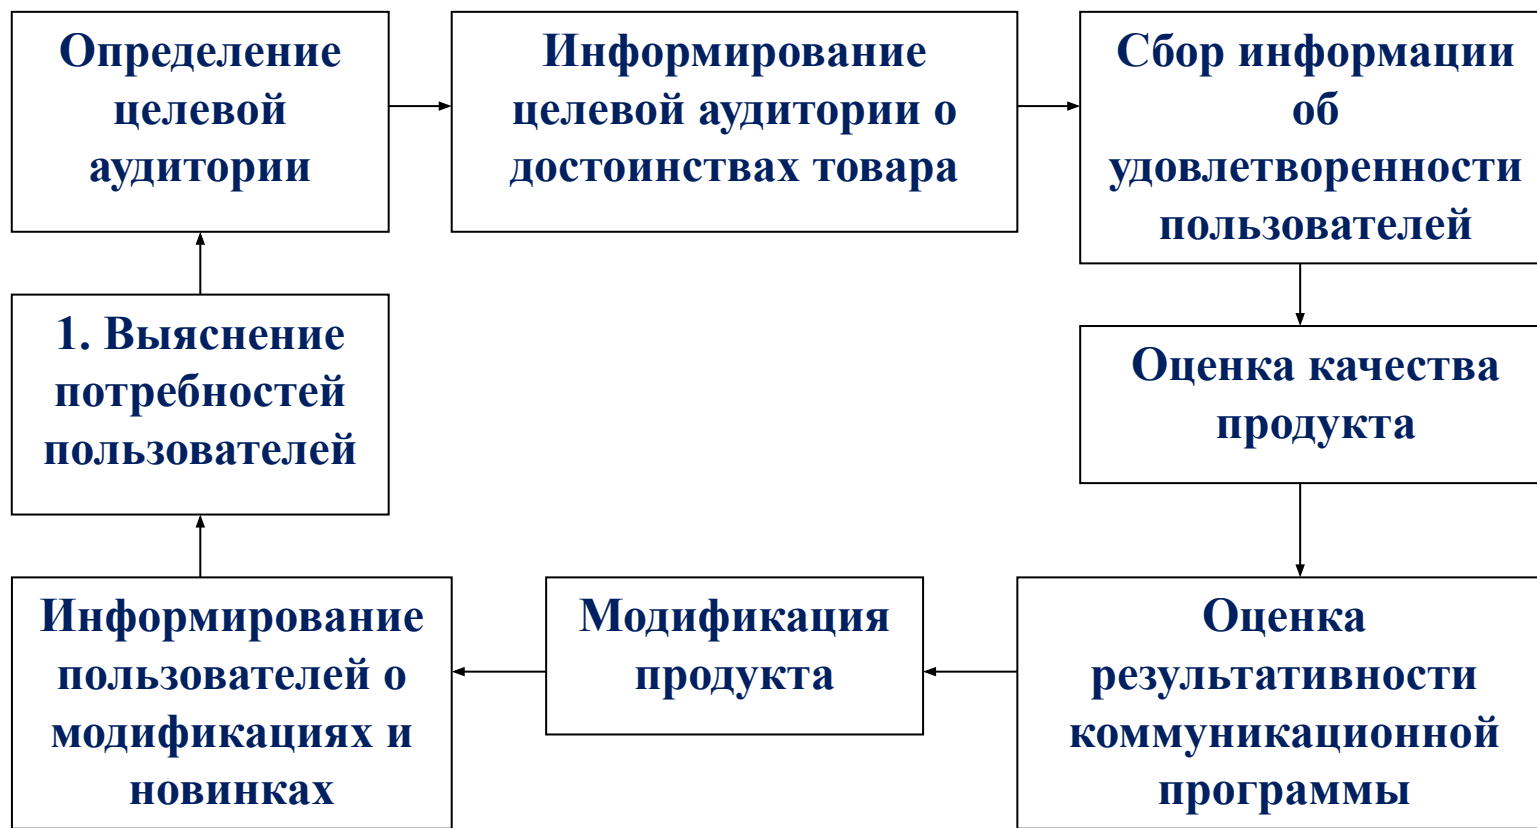 Определение
целевой
аудитории
Информирование
целевой аудитории о
достоинствах товара
Сбор информации
об
удовлетворенности
пользователей
1. Выяснение
потребностей
пользователей
Оценка качества
продукта
Информирование
пользователей о
модификациях и
новинках
Модификация
продукта
Оценка
результативности
коммуникационной
программы